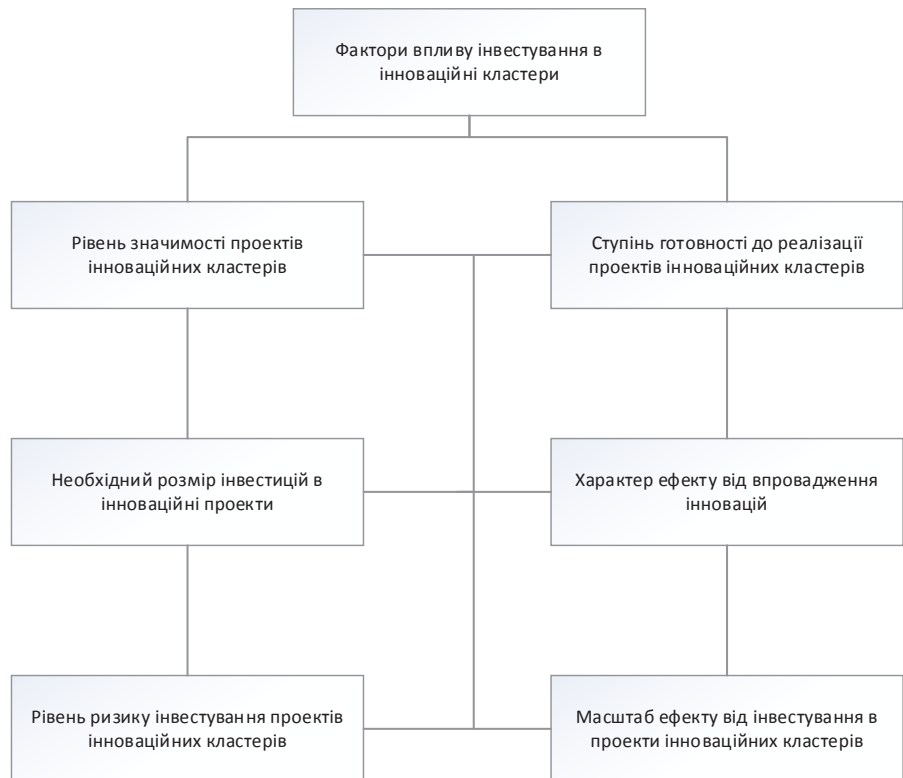 Фактори впливу інвестування в
інноваційні кластери
Рівень значимості проектів
інноваційних кластерів
Ступінь готовності до реалізації
проектів інноваційних кластерів
Необхідний розмір інвестицій в
інноваційні проекти
Характер ефекту від впровадження
інновацій
Рівень ризику інвестування проектів
інноваційних кластерів
Масштаб ефекту від інвестування в
проекти інноваційних кластерів